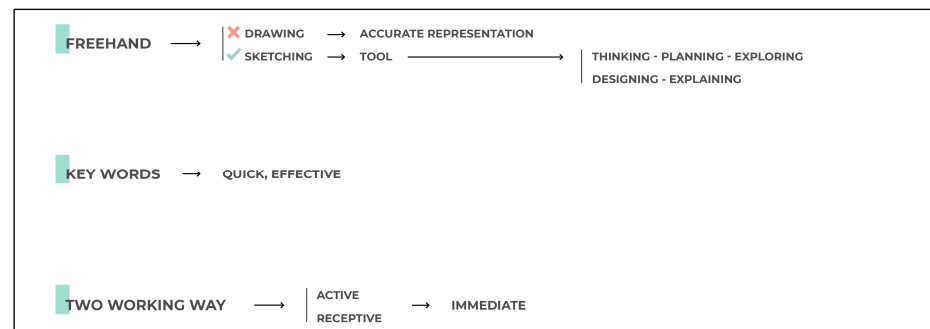 FREEHAND → ❌ DRAWING → ACCURATE REPRESENTATION
✓ SKETCHING → TOOL → THINKING - PLANNING - EXPLORING
DESIGNING - EXPLAINING
KEY WORDS → QUICK, EFFECTIVE
TWO WORKING WAY → ACTIVE
RECEPTIVE → IMMEDIATE